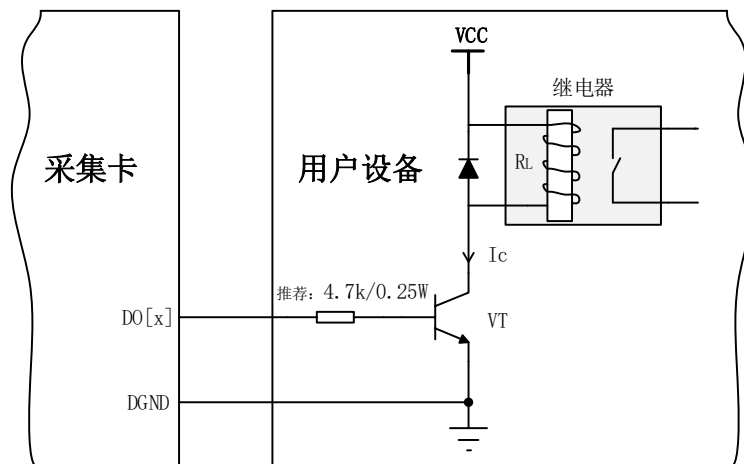 VCC
继电器
采集卡
用户设备
RL
Ic
推荐: 4.7k/0.25W
DO[x]
VT
DGND